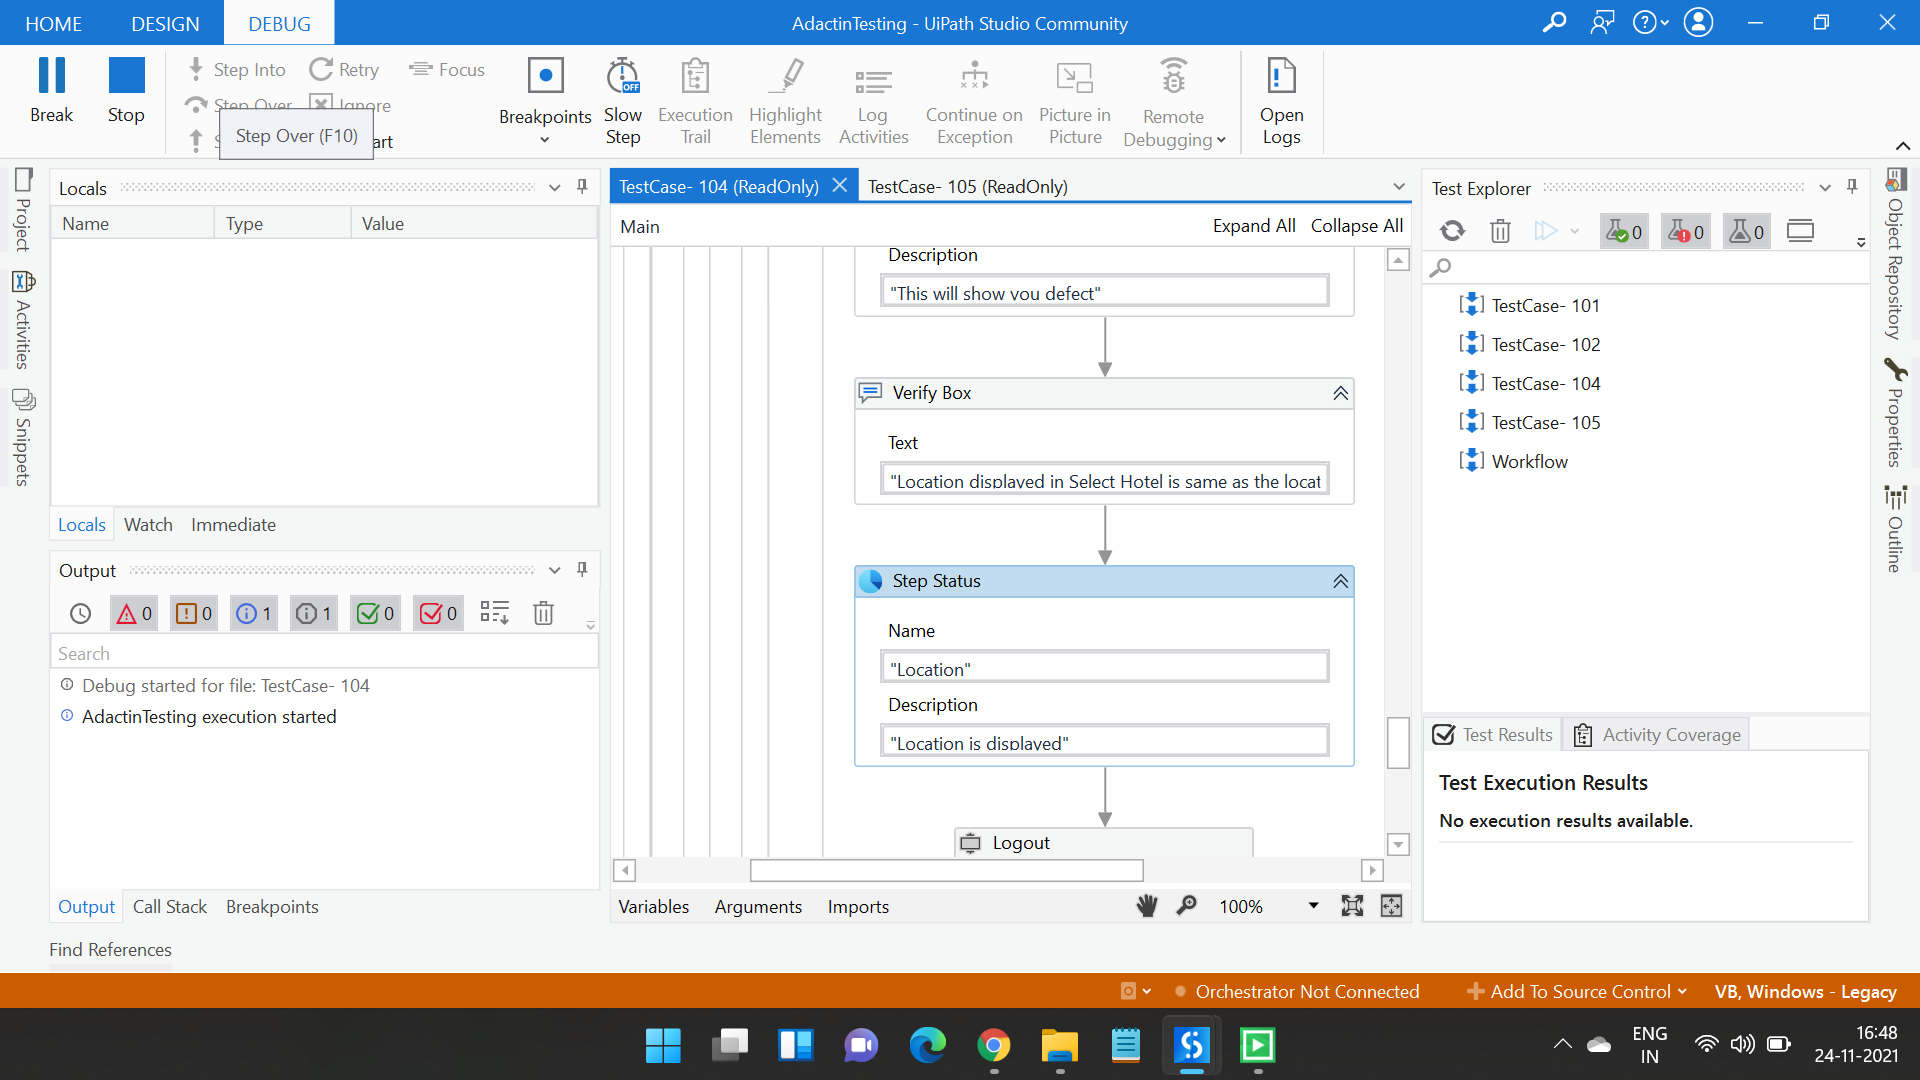 HOME DESIGN DEBUG AdactinTesting - UiPath Studio Community
Step Into Retry Focus
Break Stop Step Over Ignore Breakpoints Slow Step Execution Trail Highlight Elements Log Activities Continue on Exception Picture in Picture Remote Debugging Open Logs
Step Over (F10)
art
Project
Activities
Snippets
Locals
Name Type Value
Locals Watch Immediate
Output
0 0 1 1 0 0
Search
Debug started for file: TestCase- 104
AdactinTesting execution started
Output Call Stack Breakpoints
Find References
TestCase- 104 (ReadOnly) TestCase- 105 (ReadOnly)
Main Expand All Collapse All
Description
"This will show you defect"
Verify Box
Text
"Location displayed in Select Hotel is same as the locat
Step Status
Name
"Location"
Description
"Location is displayed"
Logout
Variables Arguments Imports 100%
Test Explorer
0 0 0
TestCase- 101
TestCase- 102
TestCase- 104
TestCase- 105
Workflow
Test Results Activity Coverage
Test Execution Results
No execution results available.
Object Repository
Properties
Outline
Orchestrator Not Connected Add To Source Control VB, Windows - Legacy
ENG
IN
16:48
24-11-2021